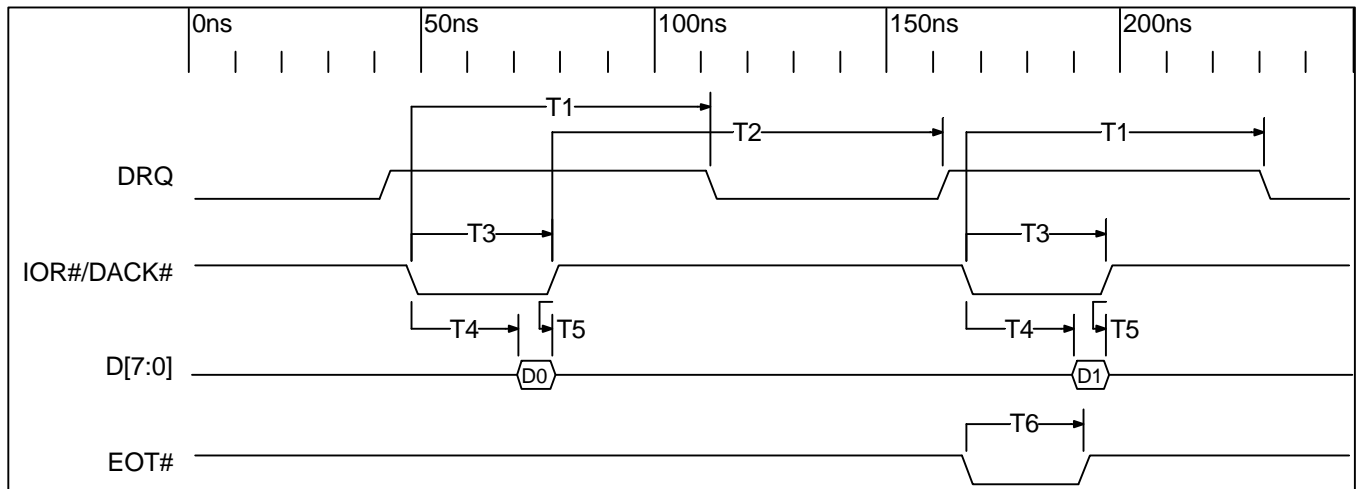 0ns 50ns 100ns 150ns 200ns
T1
T2 T1
DRQ
T3 T3
IOR#/DACK#
T4 T5 T4 T5
D[7:0] D0 D1
T6
EOT#